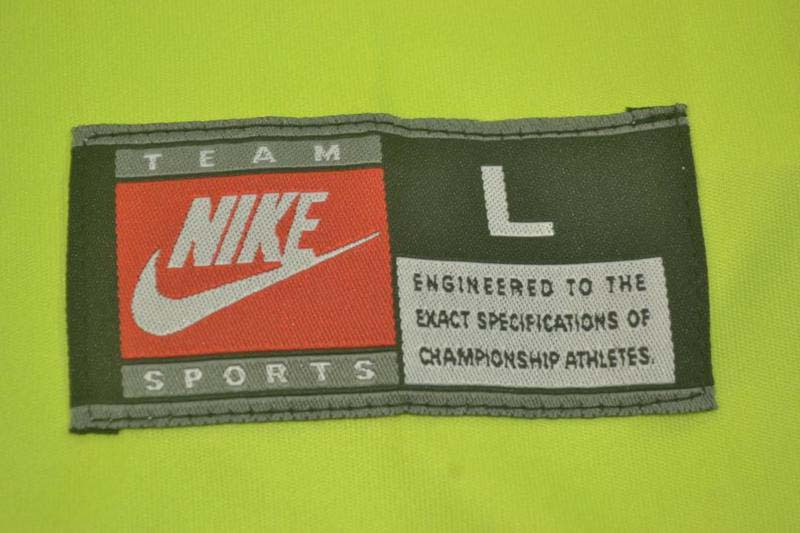 TEAM
NIKE
SPORTS
L
ENGINEERED TO THE
EXACT SPECIFICATIONS OF
CHAMPIONSHIP ATHLETES.